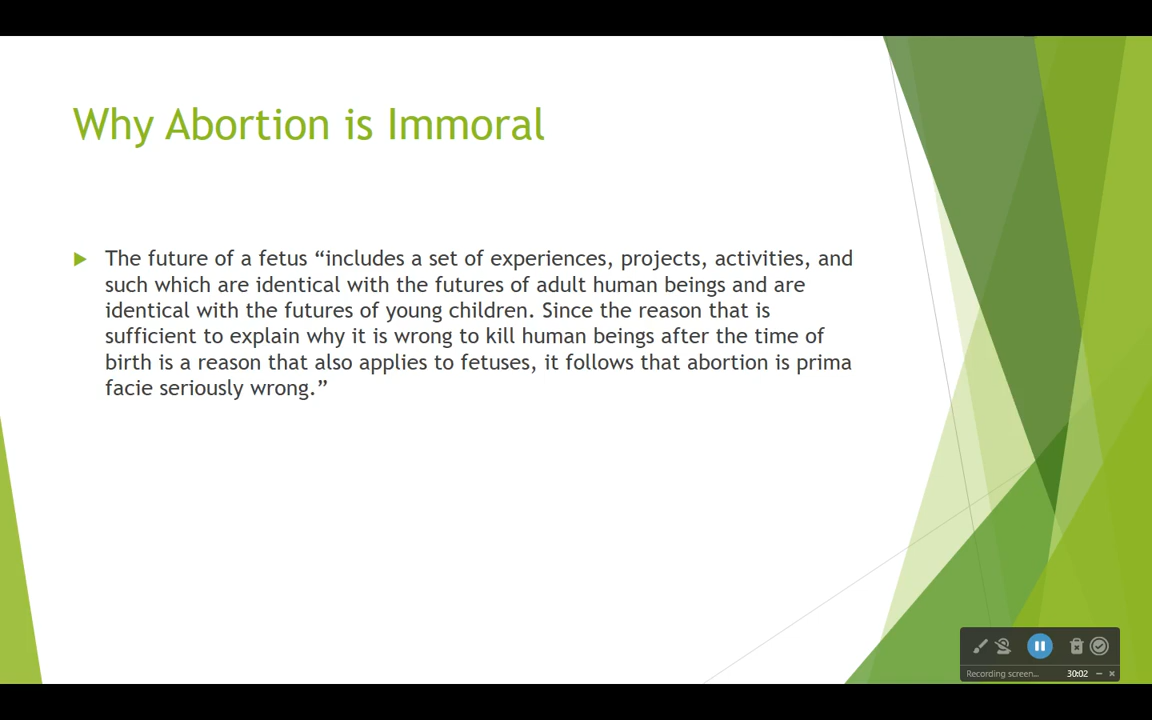 Why Abortion is Immoral
The future of a fetus “includes a set of experiences, projects, activities, and
such which are identical with the futures of adult human beings and are
identical with the futures of young children. Since the reason that is
sufficient to explain why it is wrong to kill human beings after the time of
birth is a reason that also applies to fetuses, it follows that abortion is prima
facie seriously wrong.”
Recording screen... 30:02